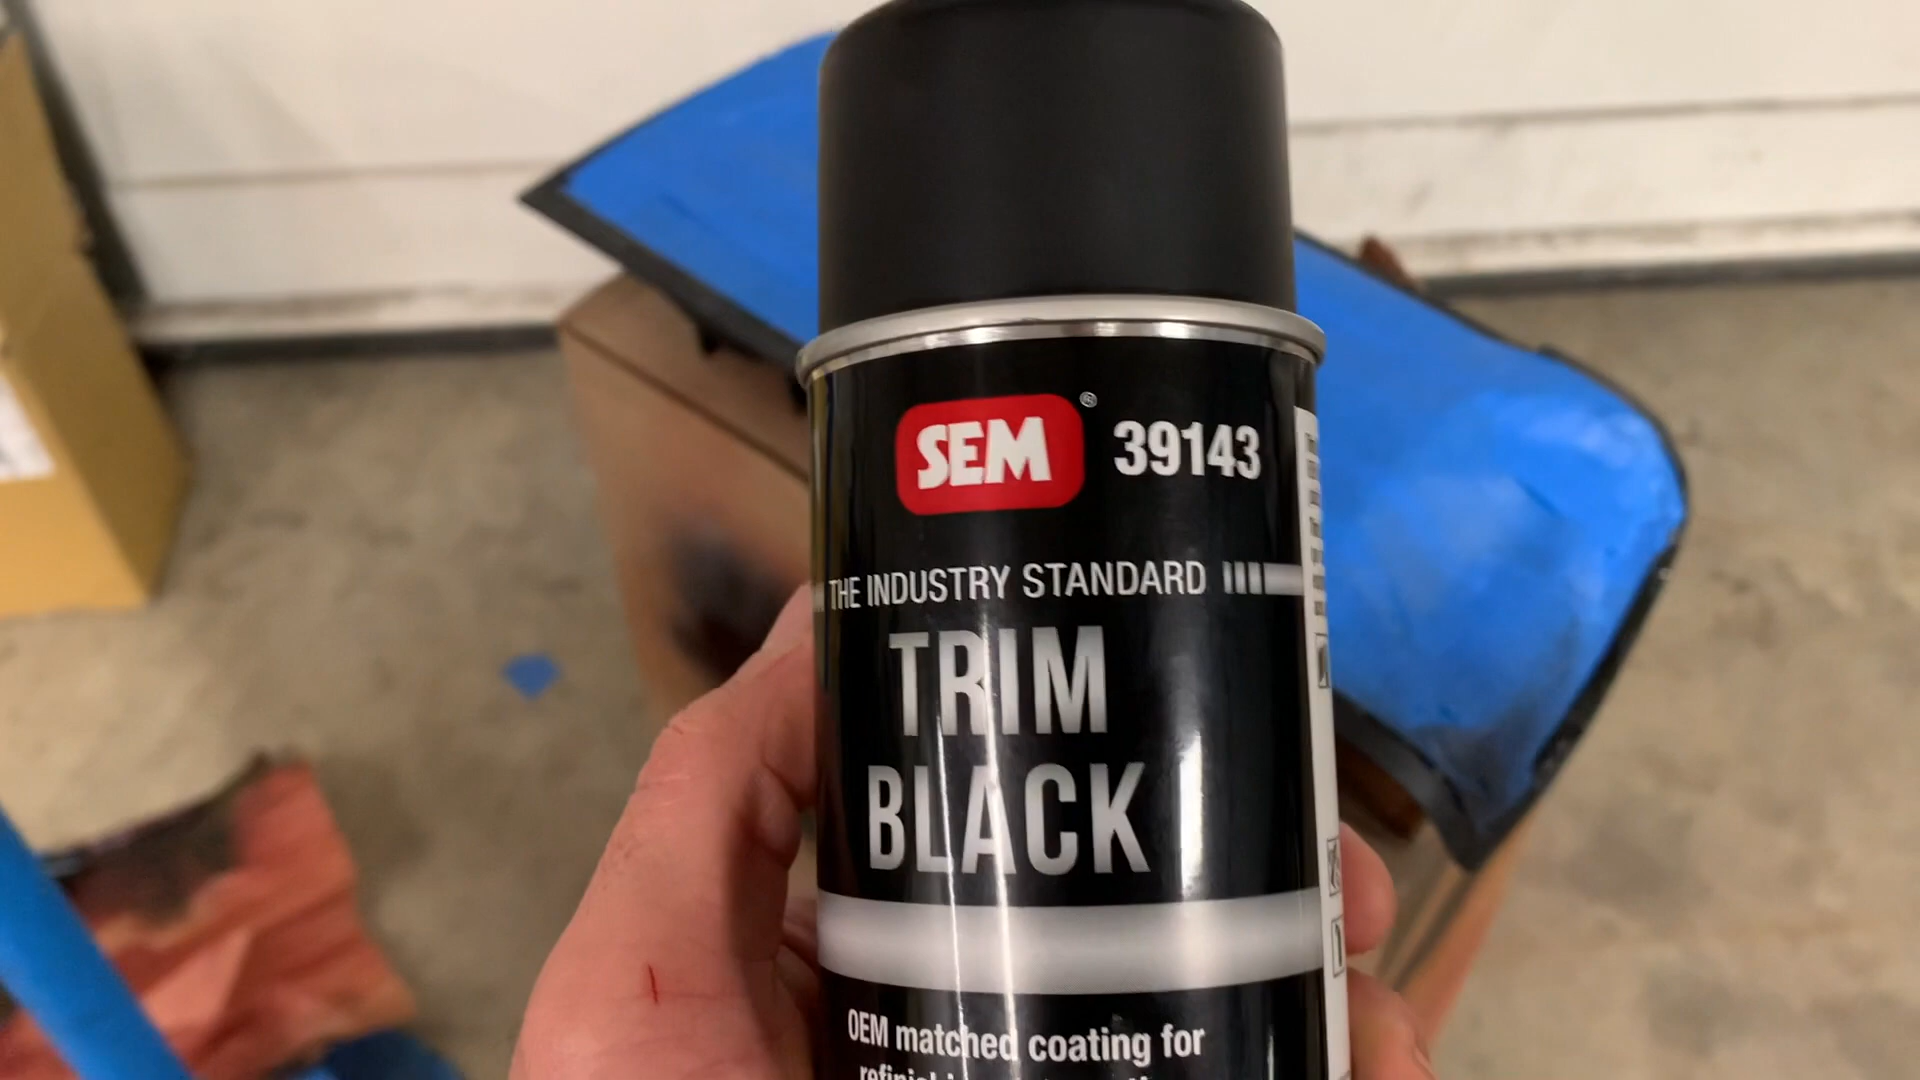 SEM® 39143
THE INDUSTRY STANDARD
TRIM
BLACK
OEM matched coating for